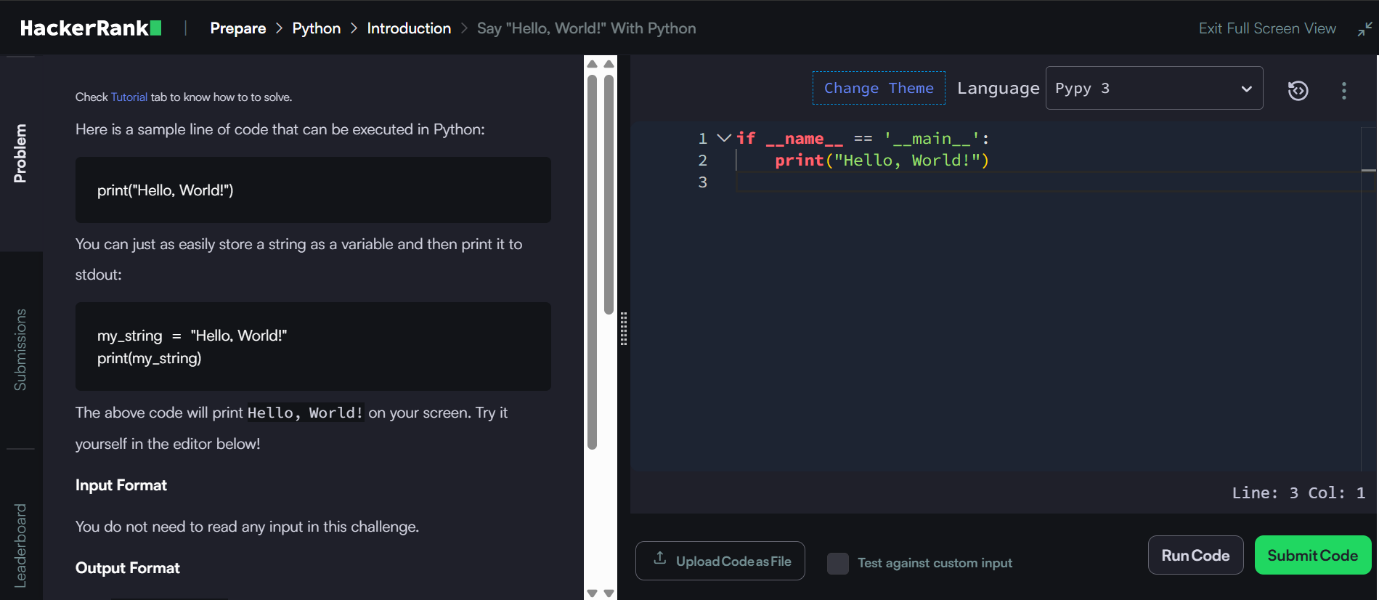 HackerRank | Prepare > Python > Introduction > Say "Hello, World!" With Python Exit Full Screen View
Problem
Submissions
Leaderboard
Check Tutorial tab to know how to to solve.
Here is a sample line of code that can be executed in Python:
print("Hello, World!")
You can just as easily store a string as a variable and then print it to
stdout:
my_string = "Hello, World!"
print(my_string)
The above code will print Hello, World! on your screen. Try it
yourself in the editor below!
Input Format
You do not need to read any input in this challenge.
Output Format
Change Theme Language Pypy 3
1 if __name__ == '__main__':
2 print("Hello, World!")
3
Line: 3 Col: 1
Upload Code as File Test against custom input Run Code Submit Code